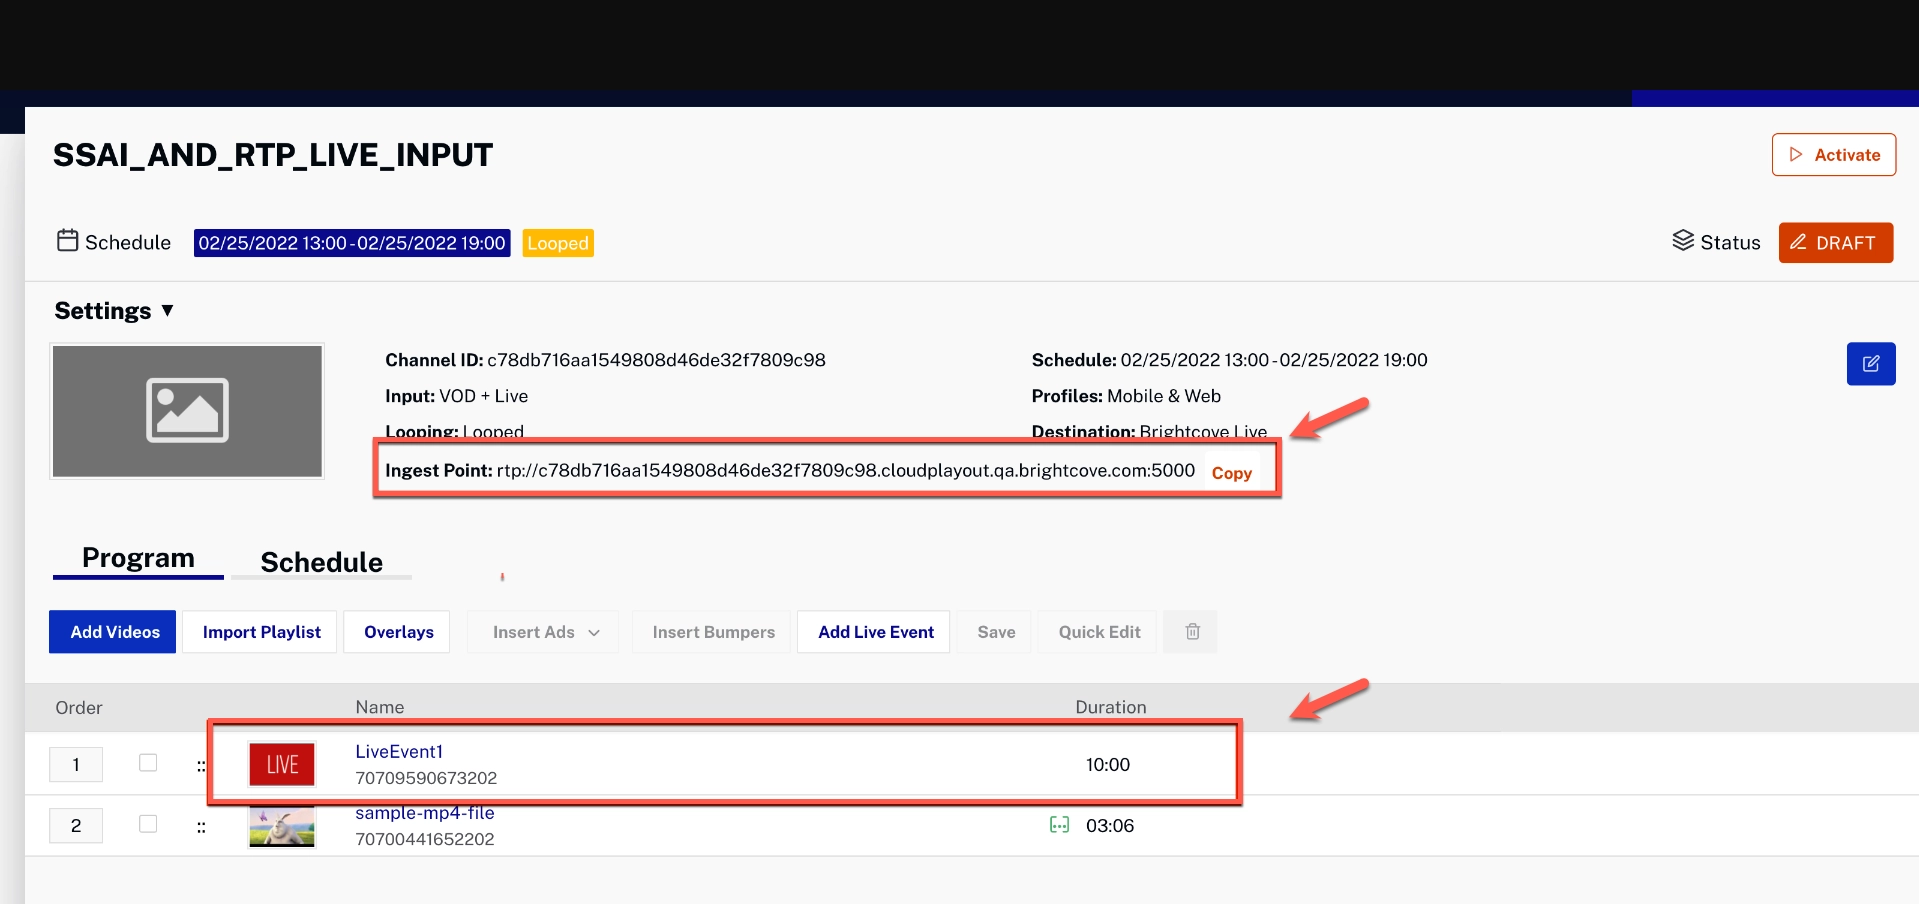 SSAI_AND_RTP_LIVE_INPUT
Activate
Schedule 02/25/2022 13:00 - 02/25/2022 19:00 Looped
Status DRAFT
Settings ▼
Channel ID: c78db716aa1549808d46de32f7809c98
Schedule: 02/25/2022 13:00 - 02/25/2022 19:00
Input: VOD + Live
Profiles: Mobile & Web
Looping: Looped
Destination: Brightcove Live
Ingest Point: rtp://c78db716aa1549808d46de32f7809c98.cloudplayout.qa.brightcove.com:5000 Copy
Program Schedule
Add Videos Import Playlist Overlays Insert Ads Insert Bumpers Add Live Event Save Quick Edit
Order Name Duration
1 LIVE LiveEvent1 10:00
70709590673202
2 sample-mp4-file 03:06
70700441652202